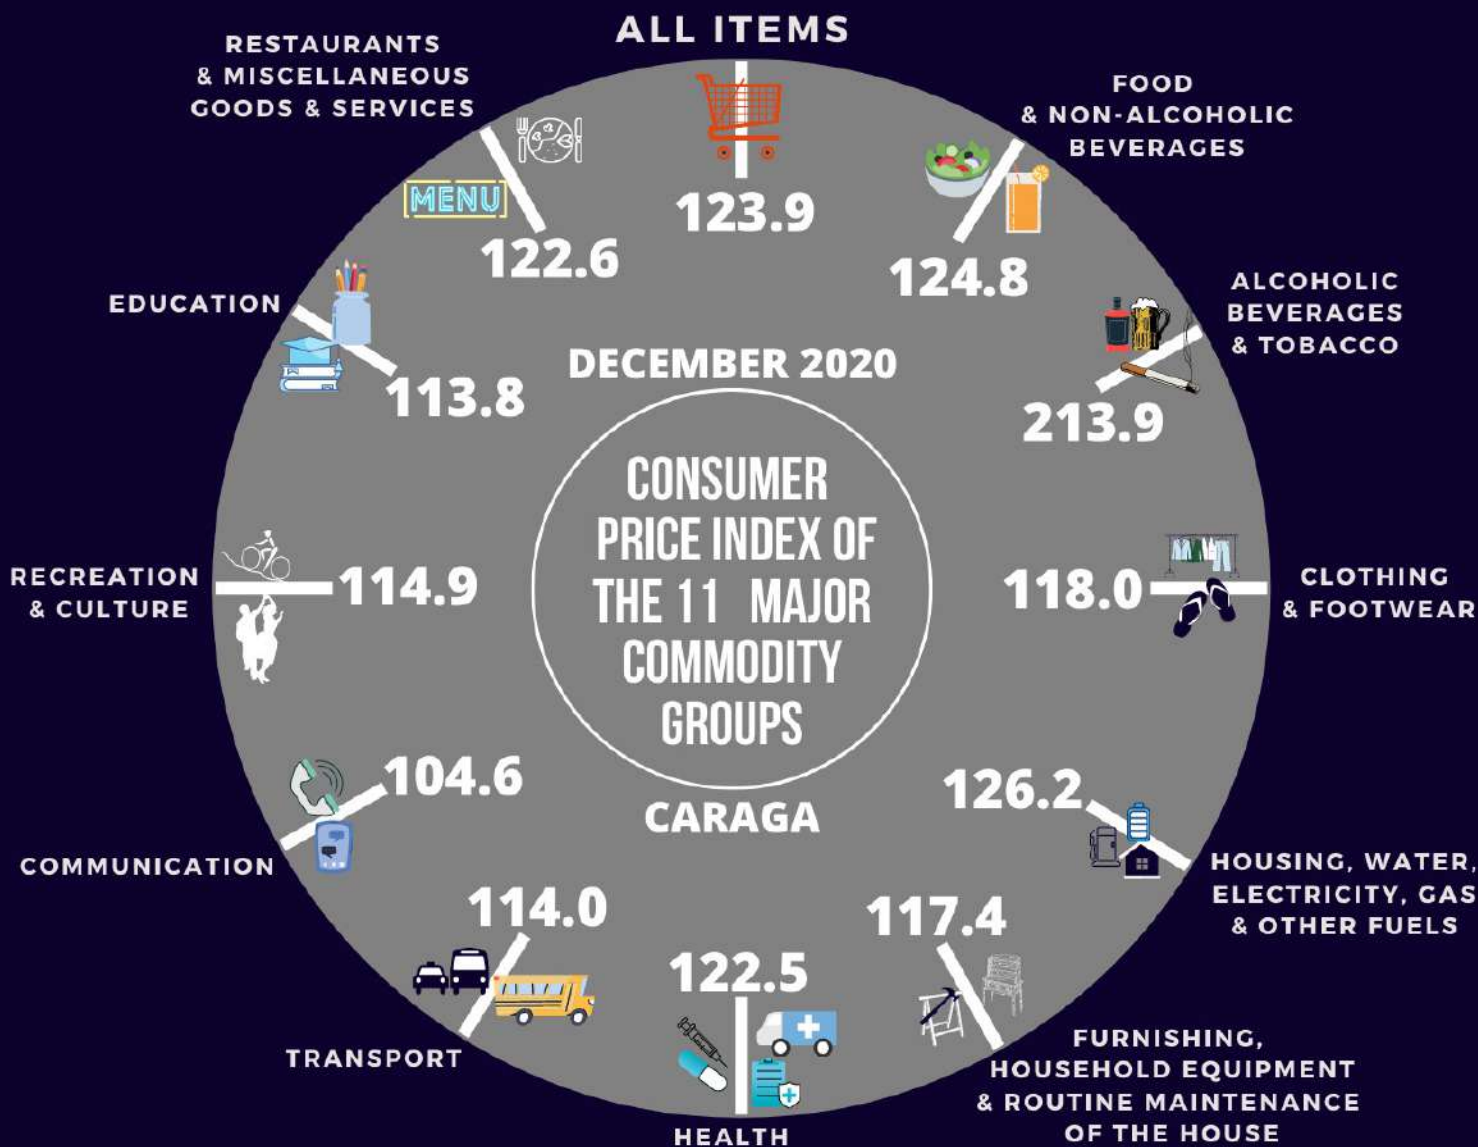 ALL ITEMS
123.9
FOOD
& NON-ALCOHOLIC
BEVERAGES
124.8
ALCOHOLIC
BEVERAGES
& TOBACCO
213.9
CLOTHING
& FOOTWEAR
118.0
HOUSING, WATER,
ELECTRICITY, GAS
& OTHER FUELS
126.2
FURNISHING,
HOUSEHOLD EQUIPMENT
& ROUTINE MAINTENANCE
OF THE HOUSE
117.4
HEALTH
122.5
TRANSPORT
114.0
COMMUNICATION
104.6
RECREATION
& CULTURE
114.9
EDUCATION
113.8
RESTAURANTS
& MISCELLANEOUS
GOODS & SERVICES
MENU
122.6
DECEMBER 2020
CONSUMER
PRICE INDEX OF
THE 11 MAJOR
COMMODITY
GROUPS
CARAGA